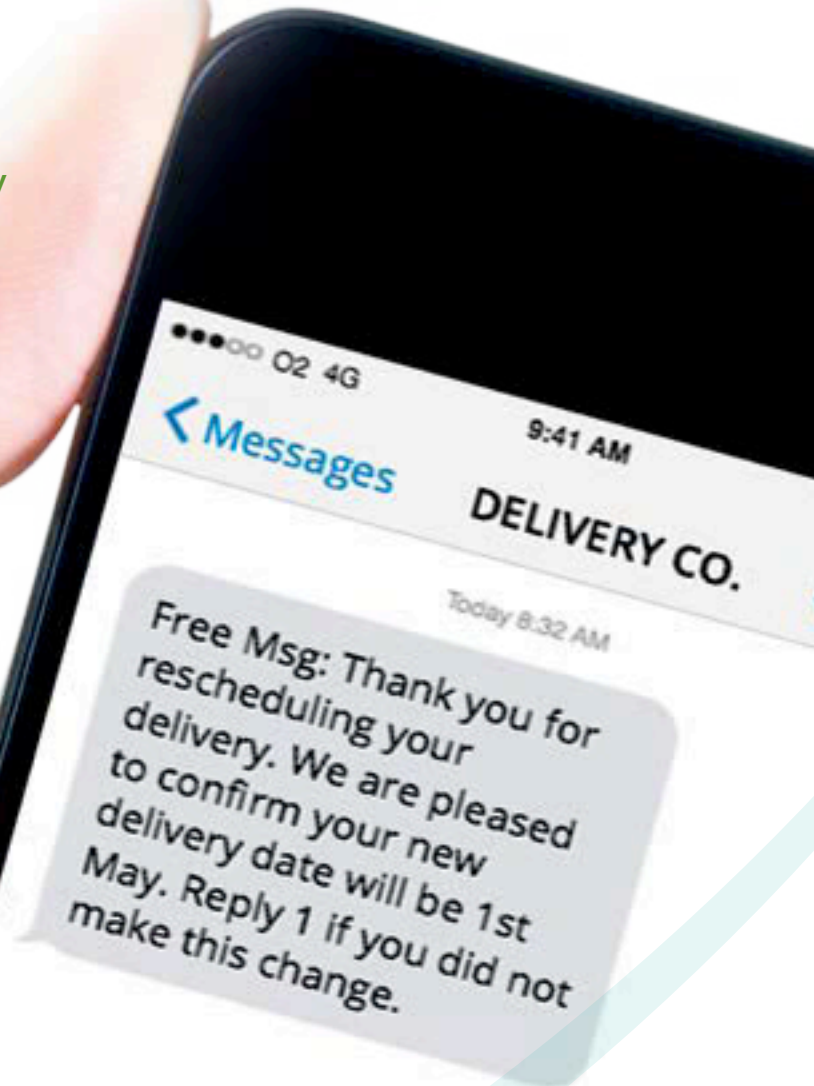 O2 4G
9:41 AM
Messages
DELIVERY CO.
Today 8:32 AM
Free Msg: Thank you for
rescheduling your
delivery. We are pleased
to confirm your new
delivery date will be 1st
May. Reply 1 if you did not
make this change.